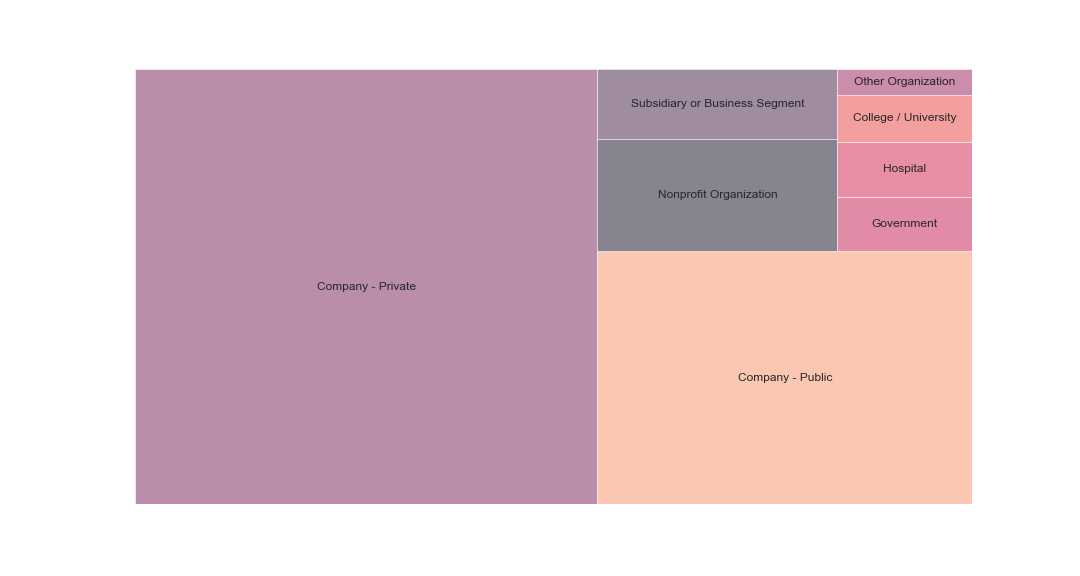 Company - Private
Subsidiary or Business Segment
Nonprofit Organization
Other Organization
College / University
Hospital
Government
Company - Public